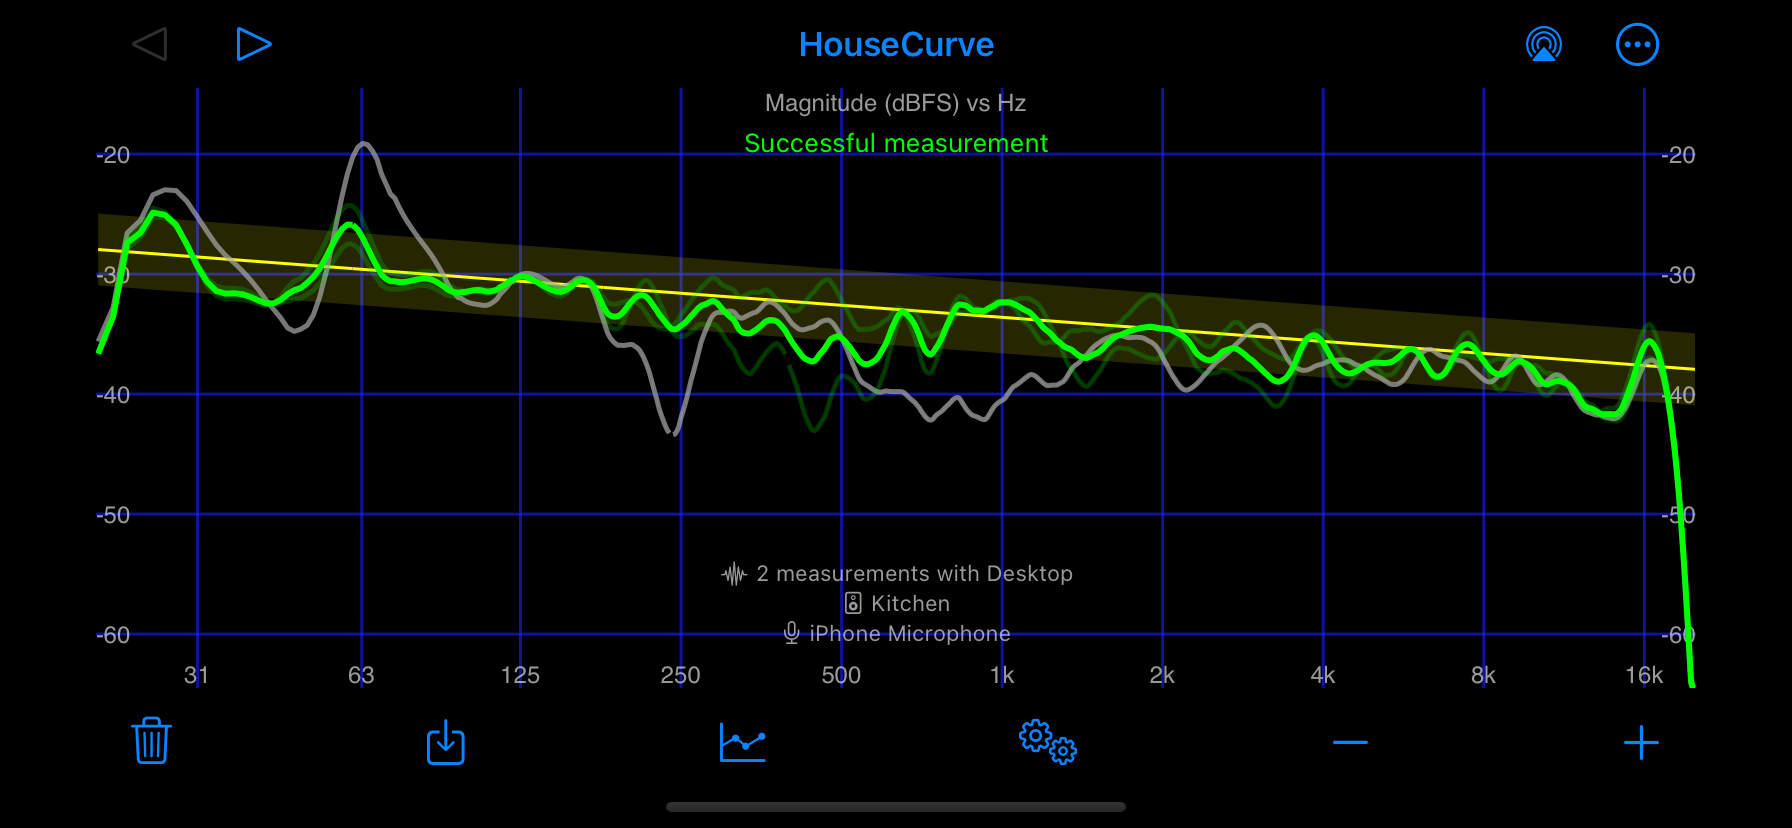 HouseCurve
Magnitude (dBFS) vs Hz
Successful measurement
-20 -20
-30 -30
-40 -40
-50 -50
2 measurements with Desktop
Kitchen
iPhone Microphone
-60 -60
31 63 125 250 500 1k 2k 4k 8k 16k